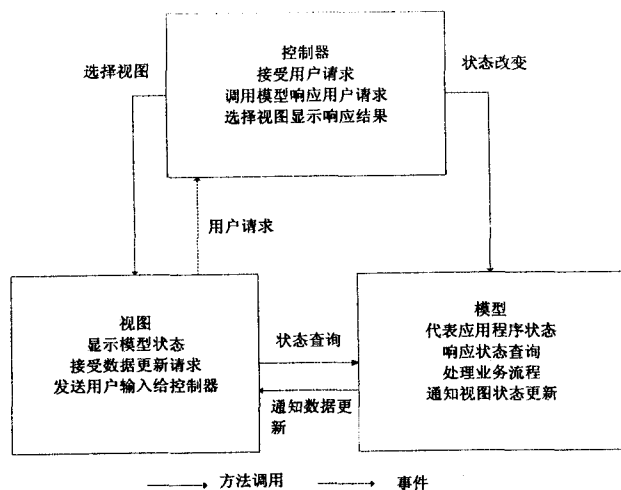 控制器
接受用户请求
调用模型响应用户请求
选择视图显示响应结果
选择视图
状态改变
用户请求
视图
显示模型状态
接受数据更新请求
发送用户输入给控制器
状态查询
通知数据更
新
模型
代表应用程序状态
响应状态查询
处理业务流程
通知视图状态更新
方法调用
事件